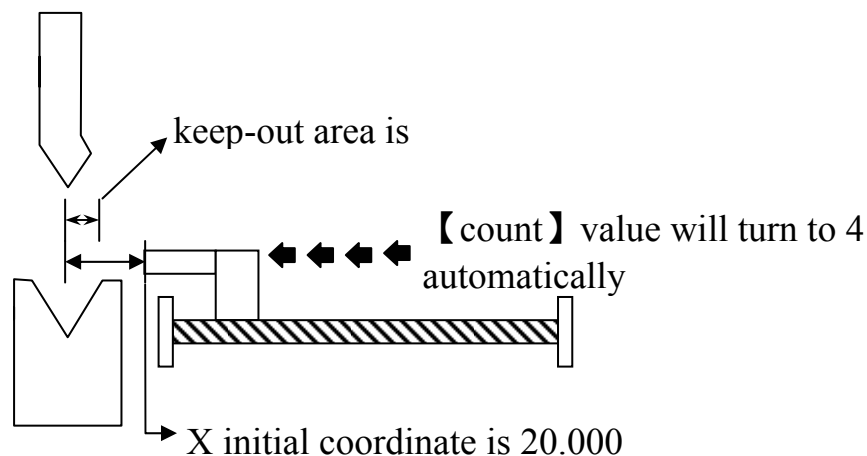 keep-out area is
【count】value will turn to 4
automatically
X initial coordinate is 20.000